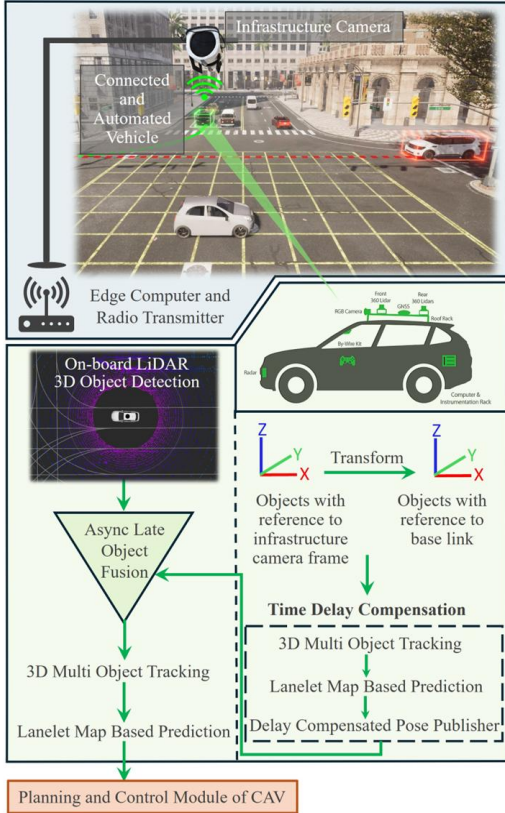 Infrastructure Camera
Connected
and
Automated
Vehicle
Edge Computer and
Radio Transmitter
Front
360 Lidar
Rear
360 Lidars
RGB Camera
GNSS
Roof Rack
By-Wire Kit
Radar
Computer &
Instrumentation Rack
On-board LiDAR
3D Object Detection
Z
Y
X
Transform
Z
Y
X
Objects with
reference to
infrastructure
camera frame
Objects with
reference to
base link
Async Late
Object
Fusion
Time Delay Compensation
3D Multi Object Tracking
Lanelet Map Based Prediction
Delay Compensated Pose Publisher
3D Multi Object Tracking
Lanelet Map Based Prediction
Planning and Control Module of CAV